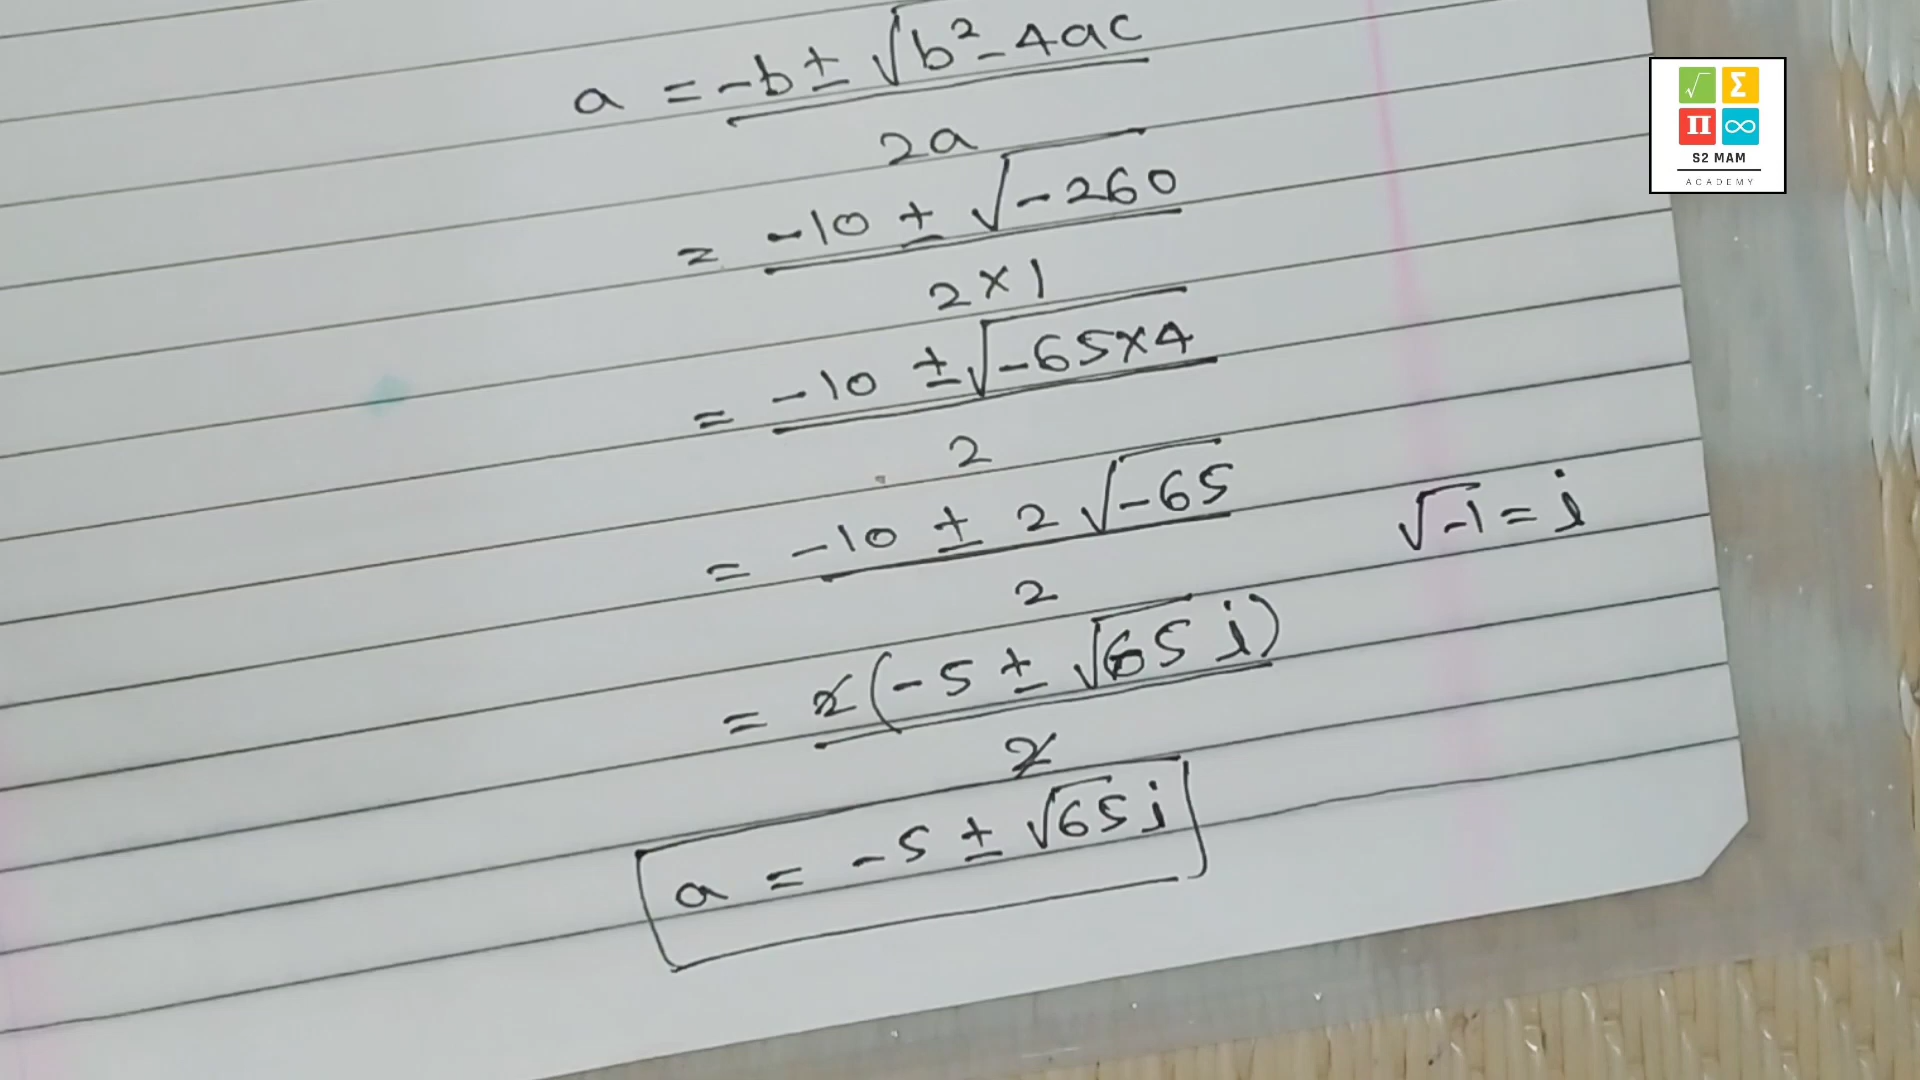 a = -b ± √b² - 4ac
2a
= -10 ± √-260
2 × 1
= -10 ± √-65×4
2
= -10 ± 2 √-65
2
√-1 = i
= 2(-5 ± √65 i)
2
a = -5 ± √65 i
√ Σ
π ∞
S2 MAM
ACADEMY